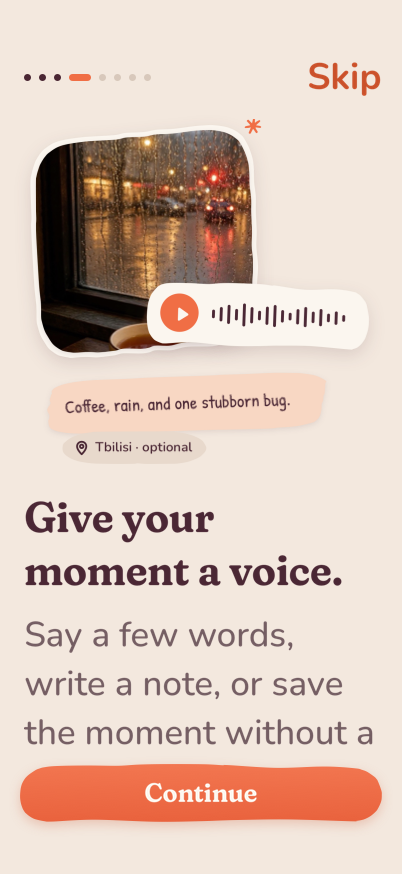 Skip
Coffee, rain, and one stubborn bug.
Tbilisi · optional
Give your
moment a voice.
Say a few words,
write a note, or save
the moment without a
Continue